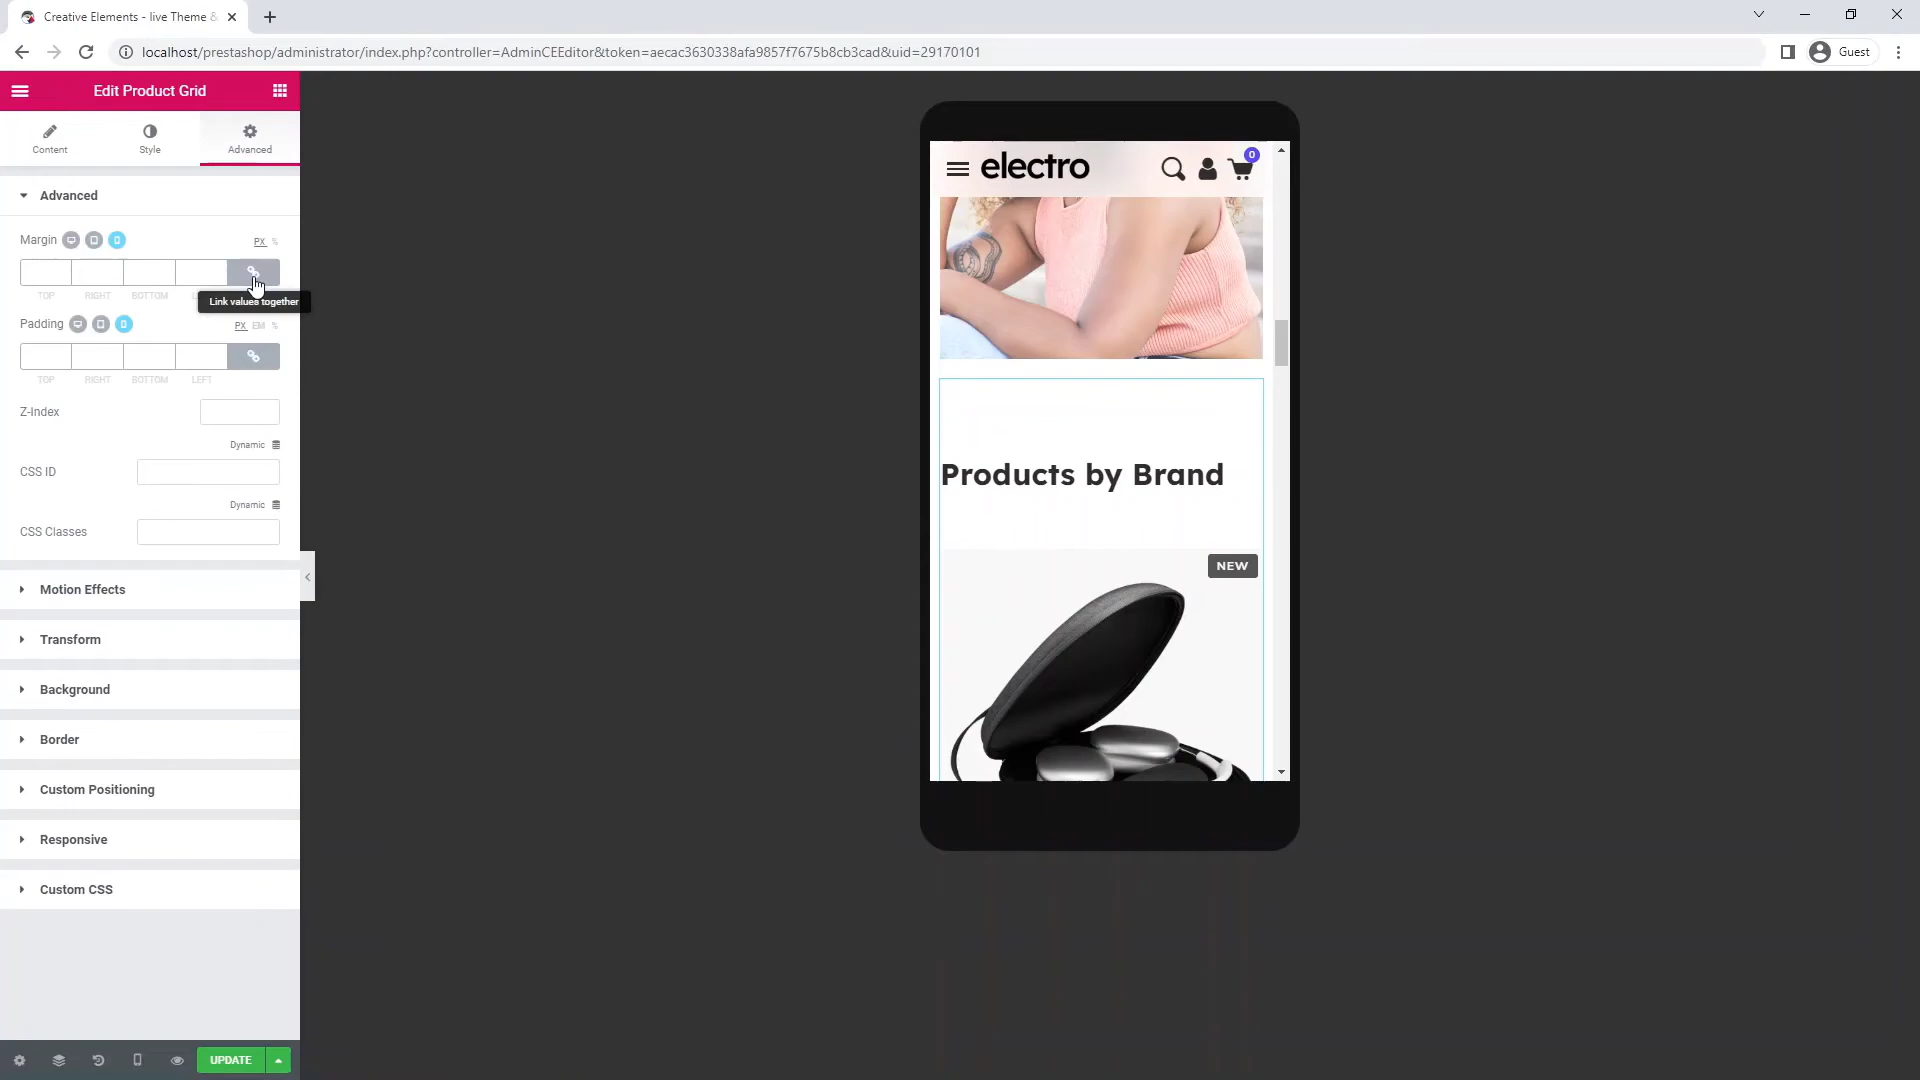 Creative Elements - live Theme &
localhost/prestashop/administrator/index.php?controller=AdminCEEditor&token=aecac3630338afa9857f7675b8cb3cad&uid=29170101
Guest
Edit Product Grid
Content
Style
Advanced
Advanced
Margin
PX %
TOP RIGHT BOTTOM
Link values together
Padding
PX EM %
TOP RIGHT BOTTOM LEFT
Z-Index
Dynamic
CSS ID
Dynamic
CSS Classes
Motion Effects
Transform
Background
Border
Custom Positioning
Responsive
Custom CSS
UPDATE
electro
0
Products by Brand
NEW